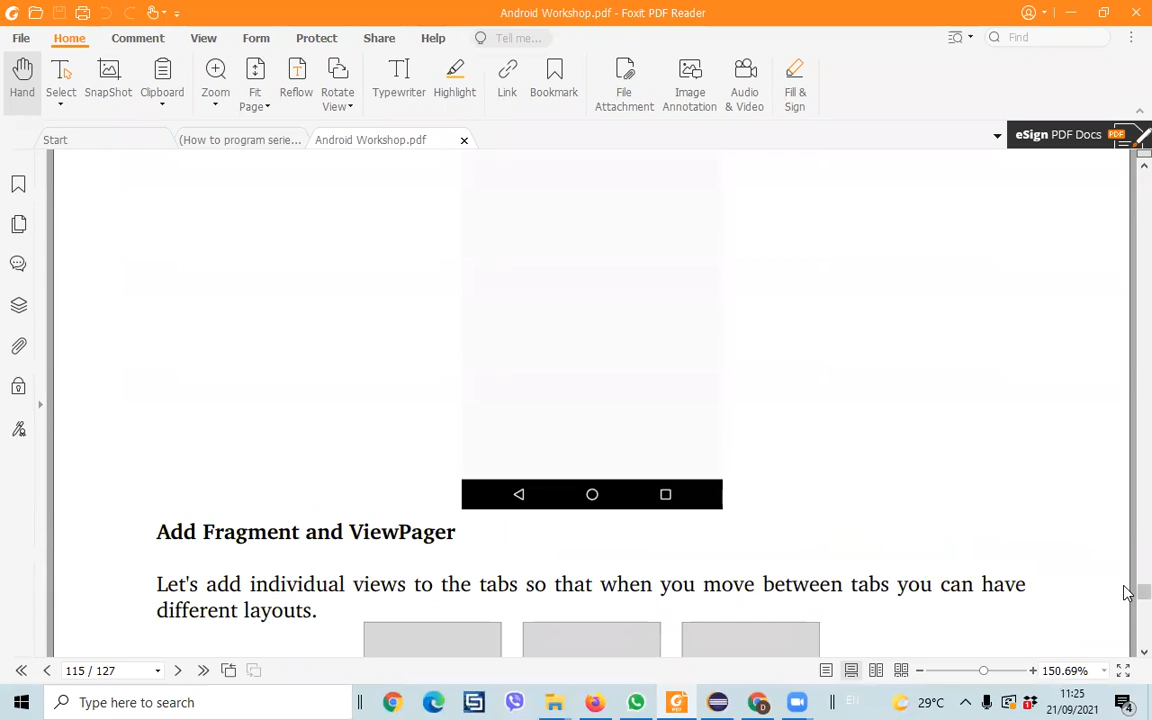 Android Workshop.pdf - Foxit PDF Reader
File Home Comment View Form Protect Share Help Tell me... Find
Hand Select SnapShot Clipboard Zoom Fit Page Reflow Rotate View Typewriter Highlight Link Bookmark File Attachment Image Annotation Audio & Video Fill & Sign
Start (How to program serie... Android Workshop.pdf eSign PDF Docs PDF
Add Fragment and ViewPager
Let's add individual views to the tabs so that when you move between tabs you can have
different layouts.
115 / 127 150.69%
Type here to search EN 29°C 11:25
21/09/2021